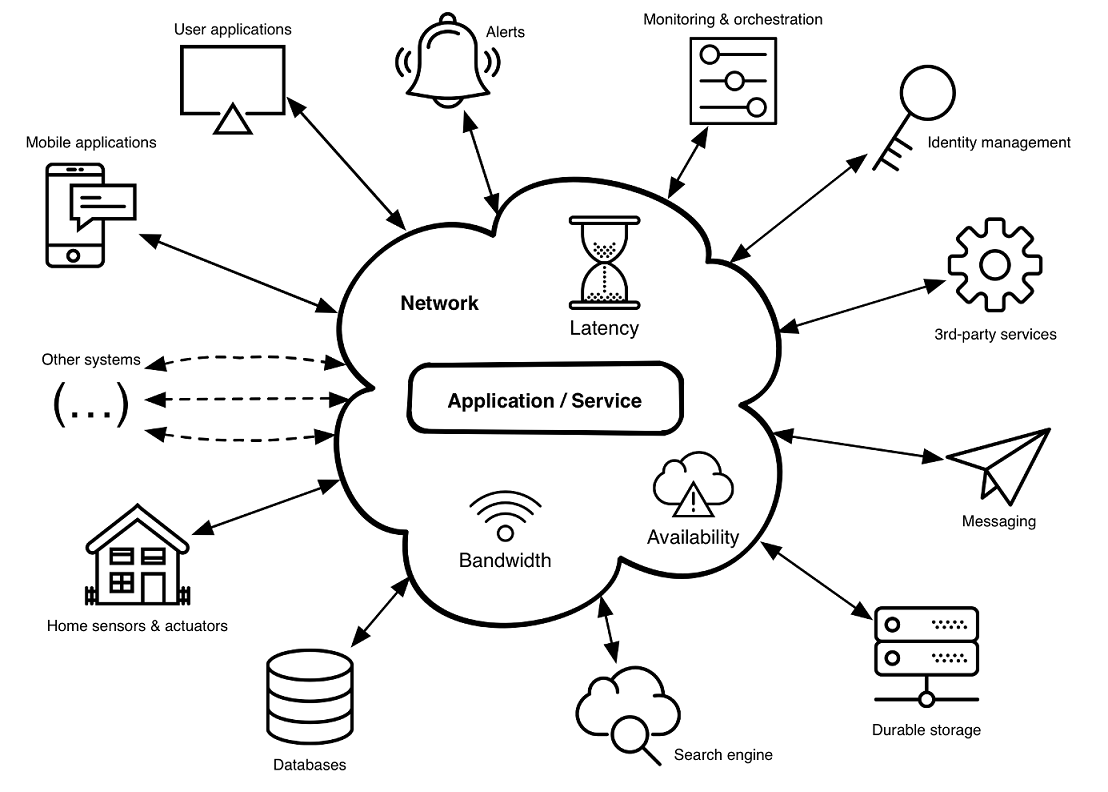 User applications
Alerts
Monitoring & orchestration
Mobile applications
Identity management
Network
Latency
3rd-party services
Other systems
(...)
Application / Service
Messaging
Bandwidth
Availability
Home sensors & actuators
Durable storage
Search engine
Databases